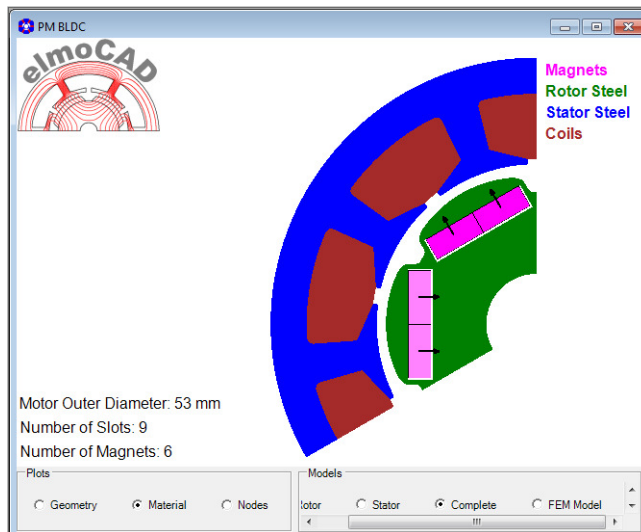 PM BLDC
elmoCAD
Magnets
Rotor Steel
Stator Steel
Coils
Motor Outer Diameter: 53 mm
Number of Slots: 9
Number of Magnets: 6
Plots
Geometry
Material
Nodes
Models
Rotor
Stator
Complete
FEM Model